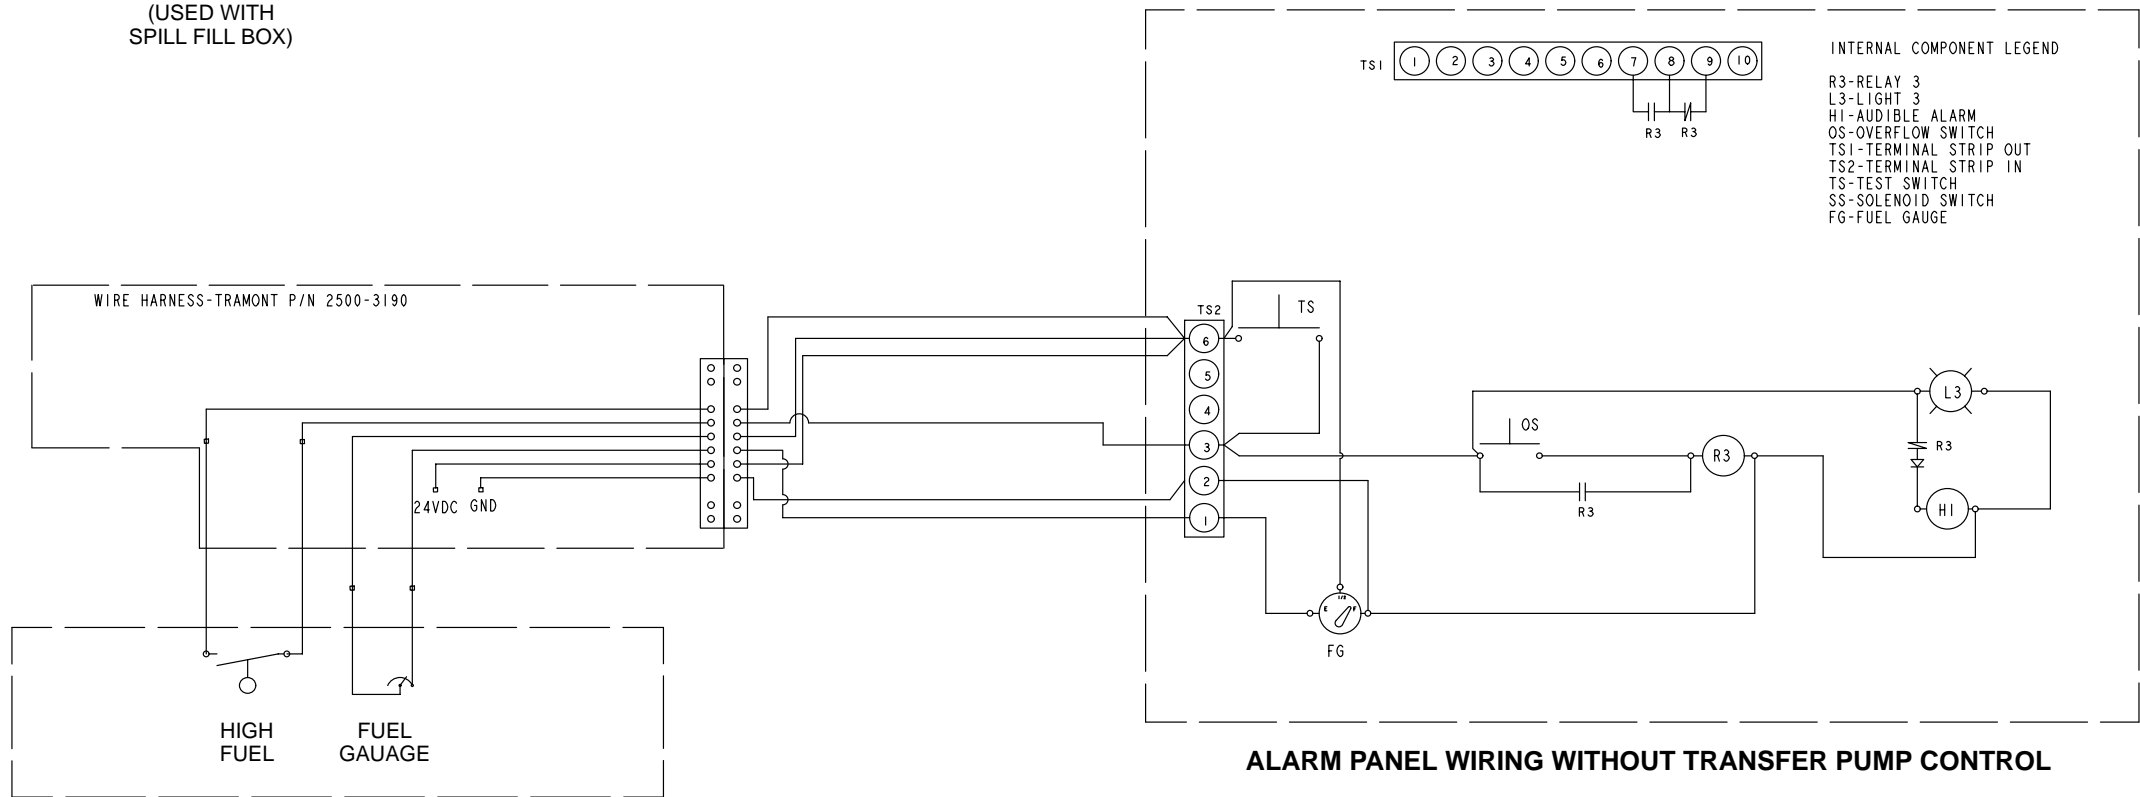 (USED WITH
SPILL FILL BOX)
TS1 1 2 3 4 5 6 7 8 9 10
R3 R3
INTERNAL COMPONENT LEGEND
R3-RELAY 3
L3-LIGHT 3
H1-AUDIBLE ALARM
OS-OVERFLOW SWITCH
TS1-TERMINAL STRIP OUT
TS2-TERMINAL STRIP IN
TS-TEST SWITCH
SS-SOLENOID SWITCH
FG-FUEL GAUGE
WIRE HARNESS-TRAMONT P/N 2500-3190
24VDC GND
TS2
6
5
4
3
2
1
TS
OS
R3
R3
L3
R3
H1
E 1/2 F
FG
HIGH
FUEL
FUEL
GAUAGE
ALARM PANEL WIRING WITHOUT TRANSFER PUMP CONTROL